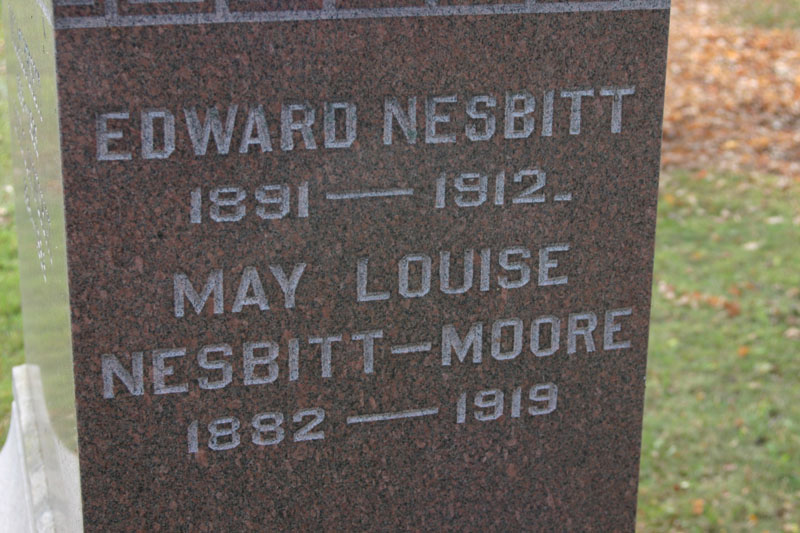 EDWARD NESBITT
1891 — 1912
MAY LOUISE
NESBITT-MOORE
1882 — 1919